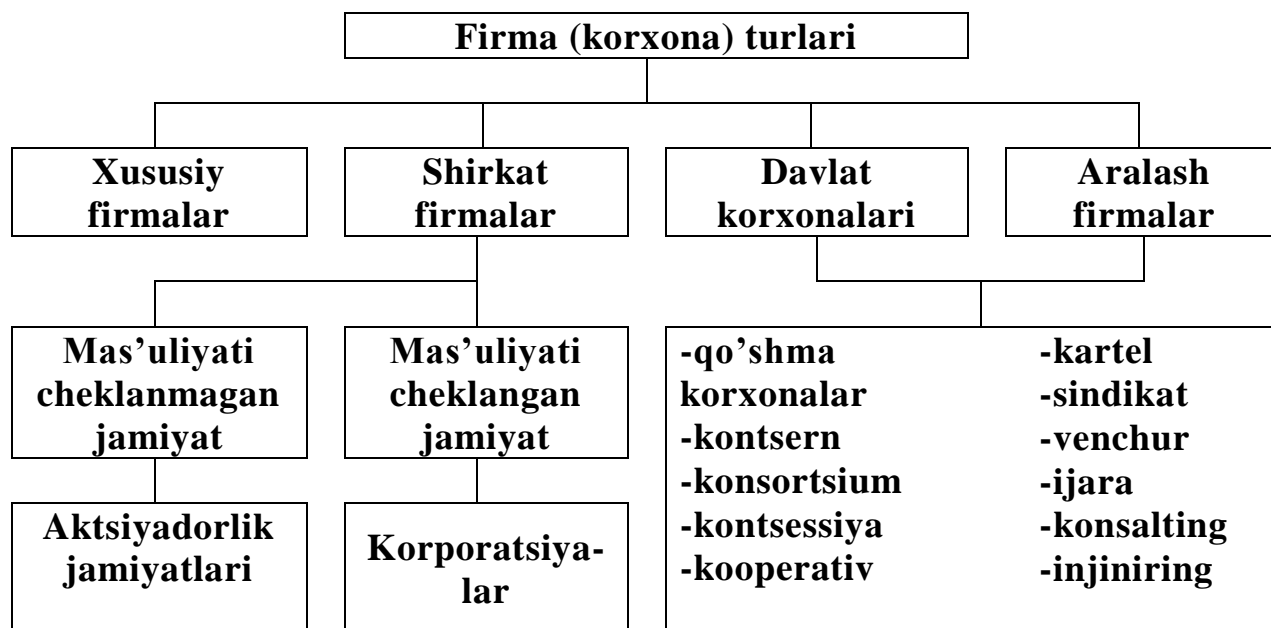 Firma (korxona) turlari
Xususiy
firmalar
Shirkat
firmalar
Davlat
korxonalari
Aralash
firmalar
Mas’uliyati
cheklanmagan
jamiyat
Mas’uliyati
cheklangan
jamiyat
Aktsiyadorlik
jamiyatlari
Korporatsiya-
lar
-qo’shma
korxonalar
-kontsern
-konsortsium
-kontsessiya
-kooperativ
-kartel
-sindikat
-venchur
-ijara
-konsalting
-injiniring